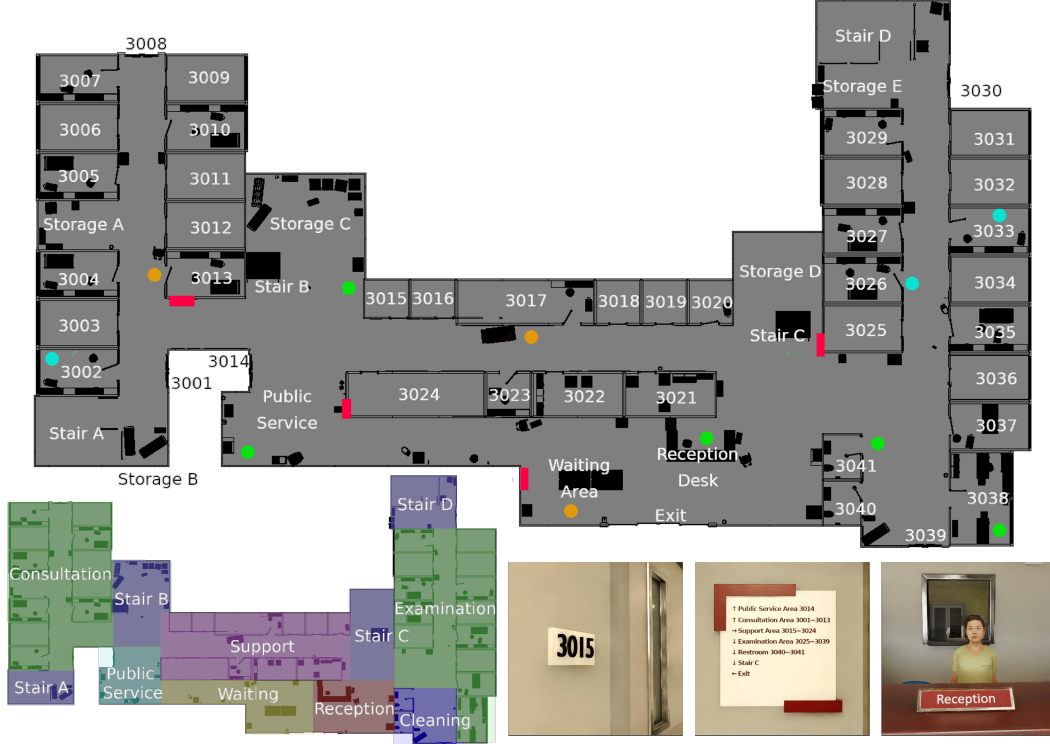 Stair D
3008
3007
3009
Storage E
3030
3006
3010
3029
3031
3005
3011
3028
3032
Storage A
3012
Storage C
3027
3033
3004
3013
Stair B
Storage D
3026
3034
3003
3015
3016
3017
3018
3019
3020
Stair C
3025
3035
3002
3014
3001
3036
Public
Service
3024
3023
3022
3021
3037
Stair A
Waiting
Area
Reception
Desk
3041
Storage B
3040
3038
Exit
3039
Stair D
Consultation
Stair B
Examination
Stair C
Support
Stair A
Public
Service
Waiting
Reception
Cleaning
3015
↑ Public Service Area 3014
↑ Consultation Area 3001~3013
→ Support Area 3015~3024
↓ Examination Area 3025~3039
↓ Restroom 3040~3041
↓ Stair C
← Exit
Reception